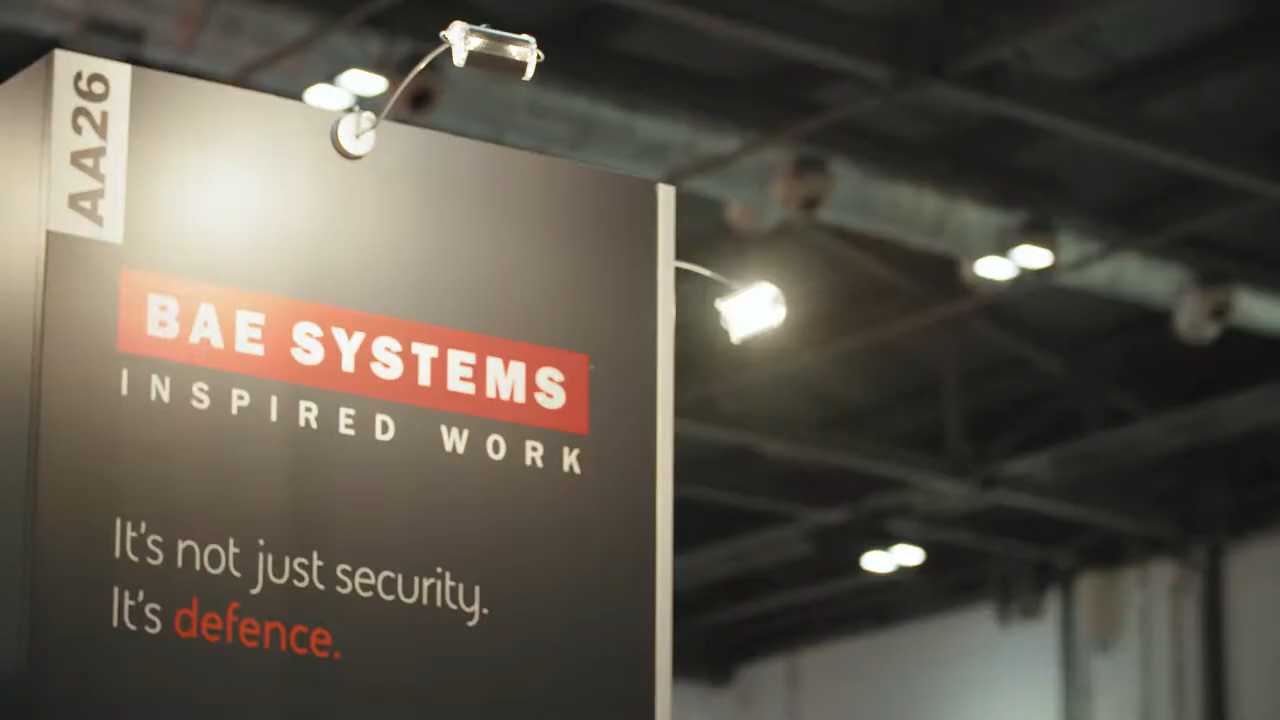 AA26
BAE SYSTEMS
INSPIRED WORK
It's not just security.
It's defence.